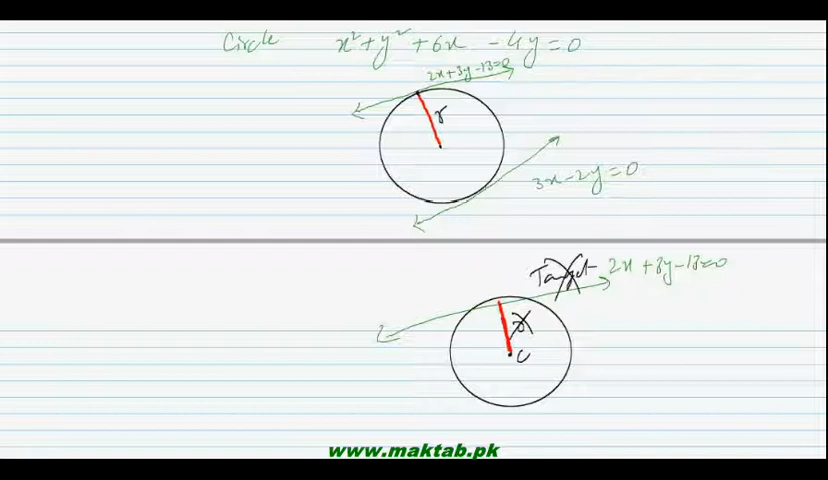 Circle x² + y² + 6x - 4y = 0
2x + 3y - 13 = 0
r
3x - 2y = 0
2x + 3y - 13 = 0
C
www.maktab.pk